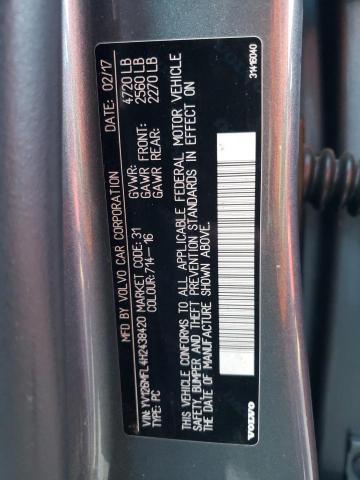 MFD BY VOLVO CAR CORPORATION DATE: 02/17
GVWR: 4720 LB
GAWR FRONT: 2560 LB
GAWR REAR: 2270 LB
VIN: YV126MFL4H2438420 MARKET CODE: 31
TYPE: PC COLOUR: 714-16
THIS VEHICLE CONFORMS TO ALL APPLICABLE FEDERAL MOTOR VEHICLE
SAFETY, BUMPER AND THEFT PREVENTION STANDARDS IN EFFECT ON
THE DATE OF MANUFACTURE SHOWN ABOVE.
VOLVO 31416040